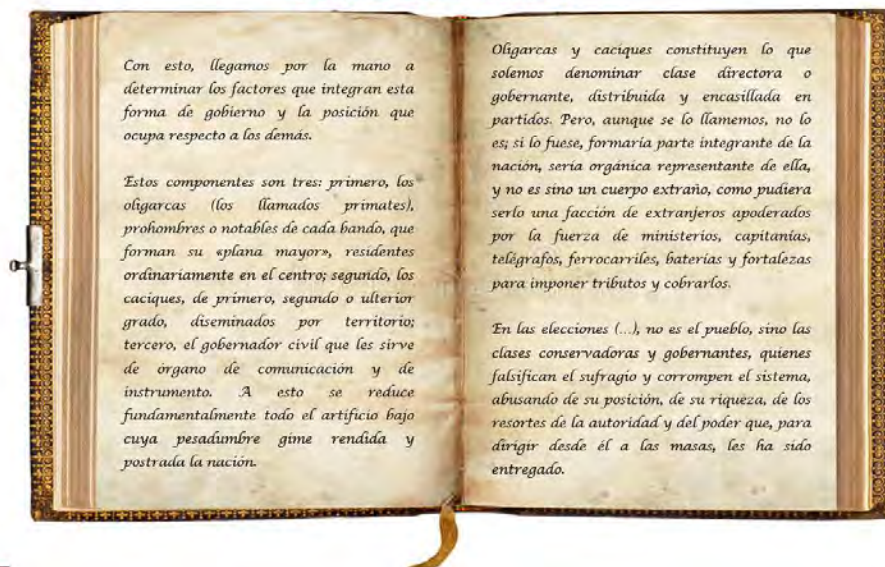 Con esto, llegamos por la mano a
determinar los factores que integran esta
forma de gobierno y la posición que
ocupa respecto a los demás.
Estos componentes son tres: primero, los
oligarcas (los llamados primates),
prohombres o notables de cada bando, que
forman su «plana mayor», residentes
ordinariamente en el centro; segundo, los
caciques, de primero, segundo o ulterior
grado, diseminados por territorio;
tercero, el gobernador civil que les sirve
de órgano de comunicación y de
instrumento. A esto se reduce
fundamentalmente todo el artificio bajo
cuya pesadumbre gime rendida y
postrada la nación.
Oligarcas y caciques constituyen lo que
solemos denominar clase directora o
gobernante, distribuida y encasillada en
partidos. Pero, aunque se lo llamemos, no lo
es; si lo fuese, formaría parte integrante de la
nación, sería orgánica representante de ella,
y no es sino un cuerpo extraño, como pudiera
serlo una facción de extranjeros apoderados
por la fuerza de ministerios, capitanías,
telégrafos, ferrocarriles, baterías y fortalezas
para imponer tributos y cobrarlos.
En las elecciones (...), no es el pueblo, sino las
clases conservadoras y gobernantes, quienes
falsifican el sufragio y corrompen el sistema,
abusando de su posición, de su riqueza, de los
resortes de la autoridad y del poder que, para
dirigir desde él a las masas, les ha sido
entregado.